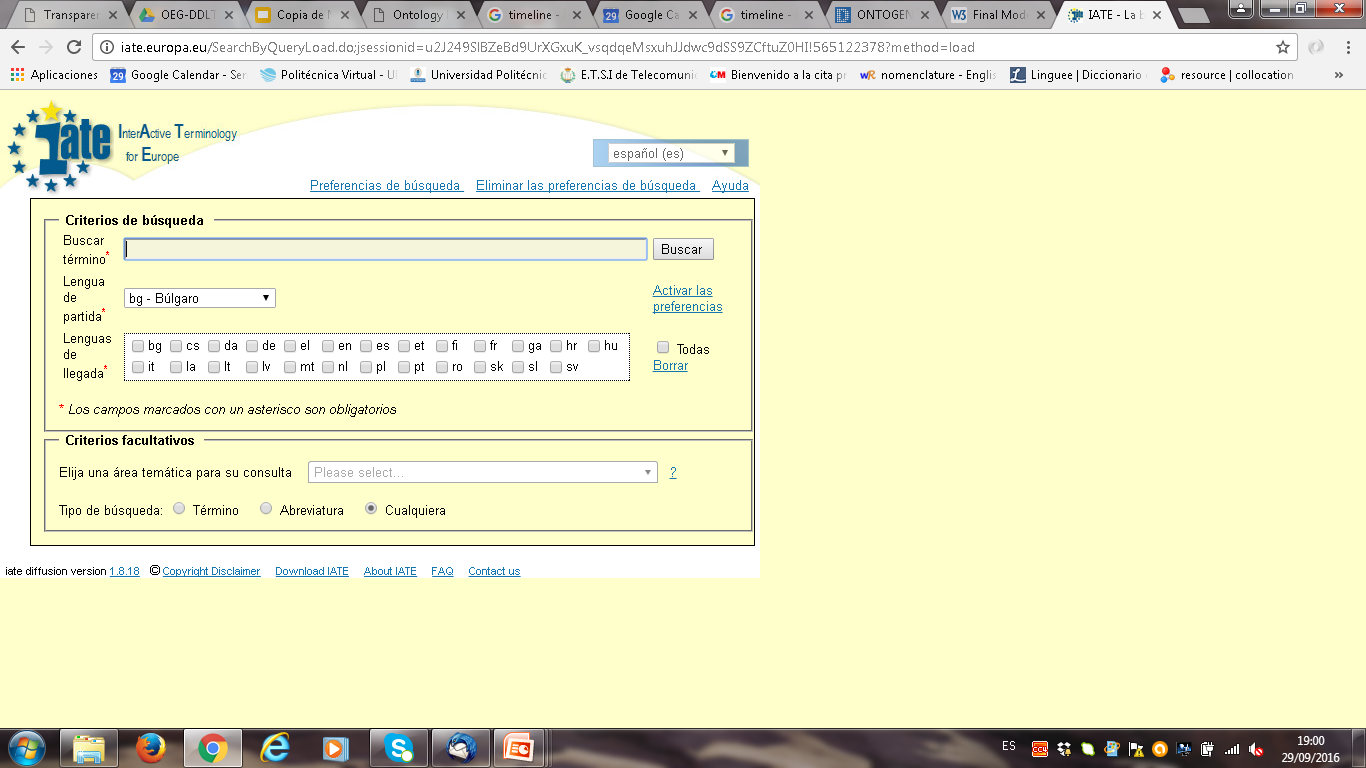 Transparen
OEG-DDLT
Copia de M
Ontology
timeline -
Google Ca
timeline -
ONTOGEN
Final Mode
IATE - La b
iate.europa.eu/SearchByQueryLoad.do;jsessionid=u2J249SlBZeBd9UrXGxuK_vsqdqeMsxuhJJdwc9dSS9ZCftuZ0HI!565122378?method=load
Aplicaciones
Google Calendar - Ser
Politécnica Virtual - U
Universidad Politécnic
E.T.S.I de Telecomuni
Bienvenido a la cita pr
nomenclature - Englis
Linguee | Diccionario
resource | collocation
»
iate
InterActive Terminology
for Europe
español (es)
Preferencias de búsqueda Eliminar las preferencias de búsqueda Ayuda
Criterios de búsqueda
Buscar término* Buscar
Lengua de partida* bg - Búlgaro
Activar las preferencias
Lenguas de llegada*
bg cs da de el en es et fi fr ga hr hu
it la lt lv mt nl pl pt ro sk sl sv
Todas
Borrar
* Los campos marcados con un asterisco son obligatorios
Criterios facultativos
Elija una área temática para su consulta Please select... ?
Tipo de búsqueda: Término Abreviatura Cualquiera
iate diffusion version 1.8.18 © Copyright Disclaimer Download IATE About IATE FAQ Contact us
ES
19:00
29/09/2016